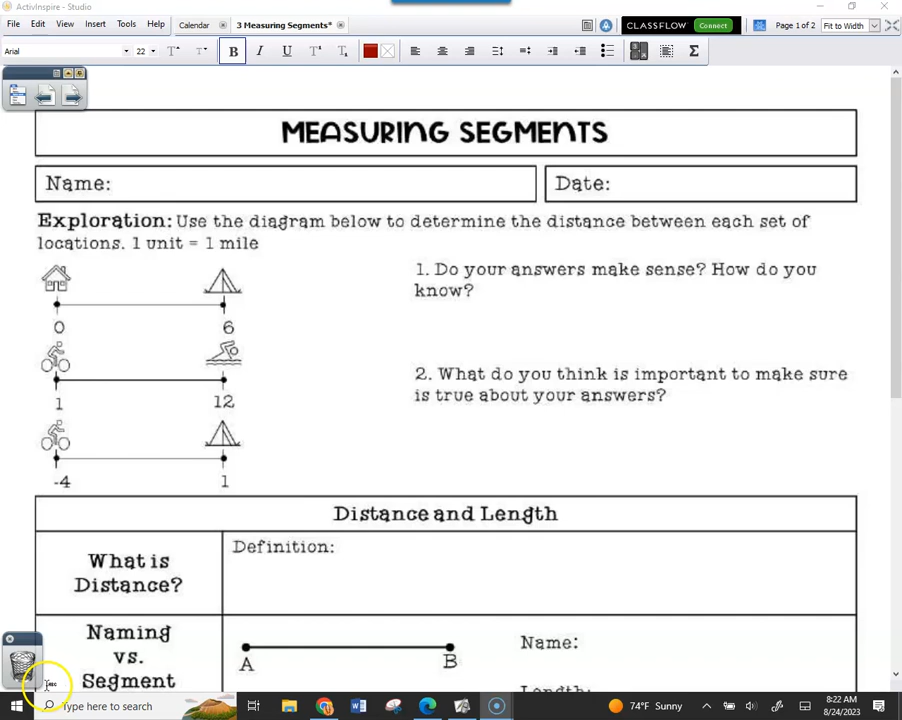 ActivInspire - Studio
File Edit View Insert Tools Help
Calendar
3 Measuring Segments*
CLASSFLOW Connect
Page 1 of 2
Fit to Width
Arial
22
B I U
MEASURING SEGMENTS
Name:
Date:
Exploration: Use the diagram below to determine the distance between each set of
locations. 1 unit = 1 mile
0
6
1
12
-4
1
1. Do your answers make sense? How do you
know?
2. What do you think is important to make sure
is true about your answers?
Distance and Length
What is
Distance?
Definition:
Naming
vs.
Segment
A
B
Name:
Length:
Type here to search
74°F Sunny
8:22 AM
8/24/2023